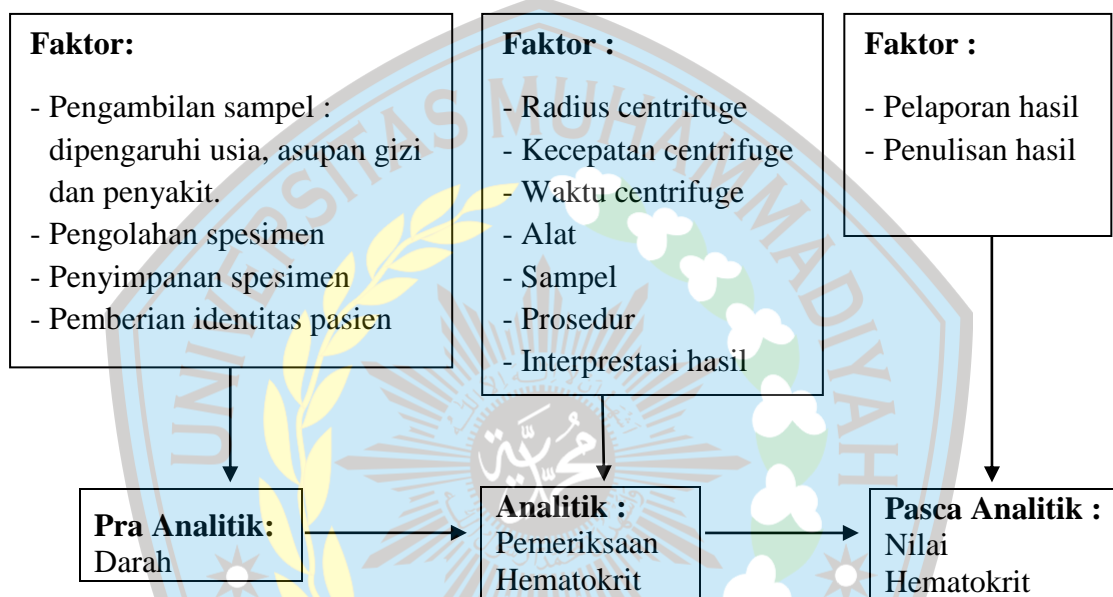 Faktor:
- Pengambilan sampel :
dipengaruhi usia, asupan gizi
dan penyakit.
- Pengolahan spesimen
- Penyimpanan spesimen
- Pemberian identitas pasien
Faktor :
- Radius centrifuge
- Kecepatan centrifuge
- Waktu centrifuge
- Alat
- Sampel
- Prosedur
- Interprestasi hasil
Faktor :
- Pelaporan hasil
- Penulisan hasil
Pra Analitik:
Darah
Analitik :
Pemeriksaan
Hematokrit
Pasca Analitik :
Nilai
Hematokrit
UNIVERSITAS MUHAMMADIYAH